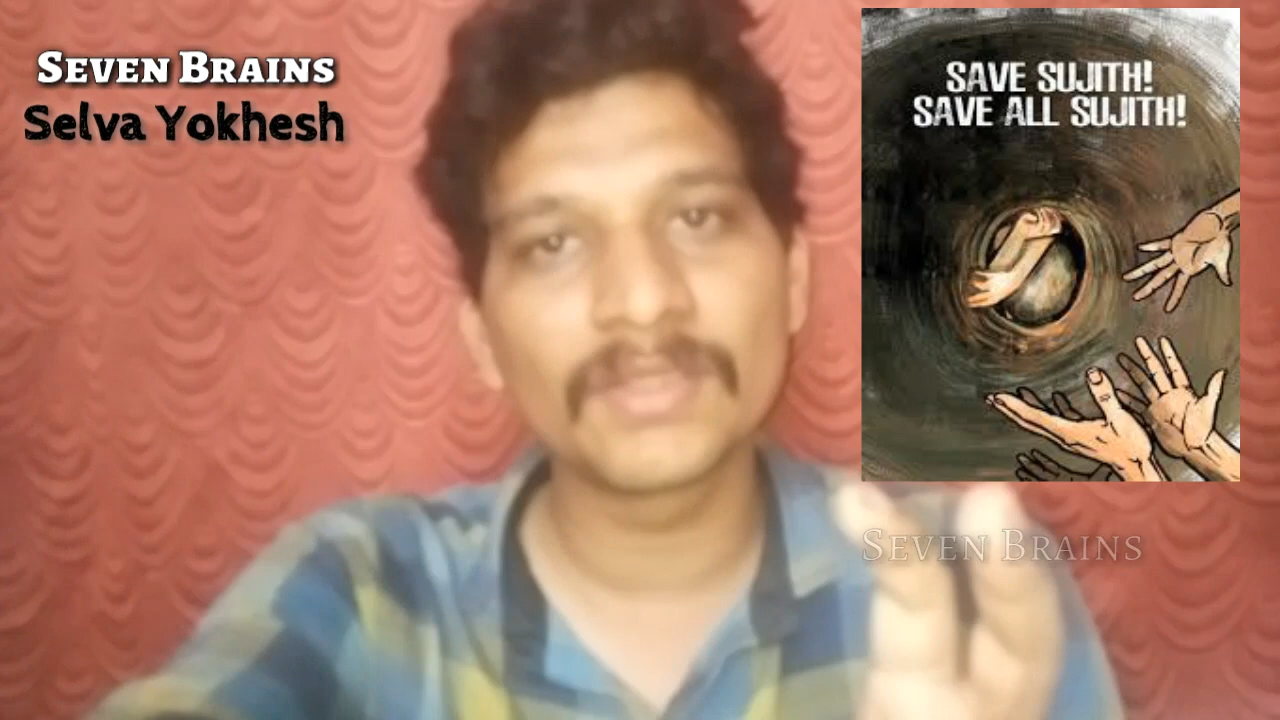 Seven Brains
Selva Yokhesh
SAVE SUJITH!
SAVE ALL SUJITH!
Seven Brains